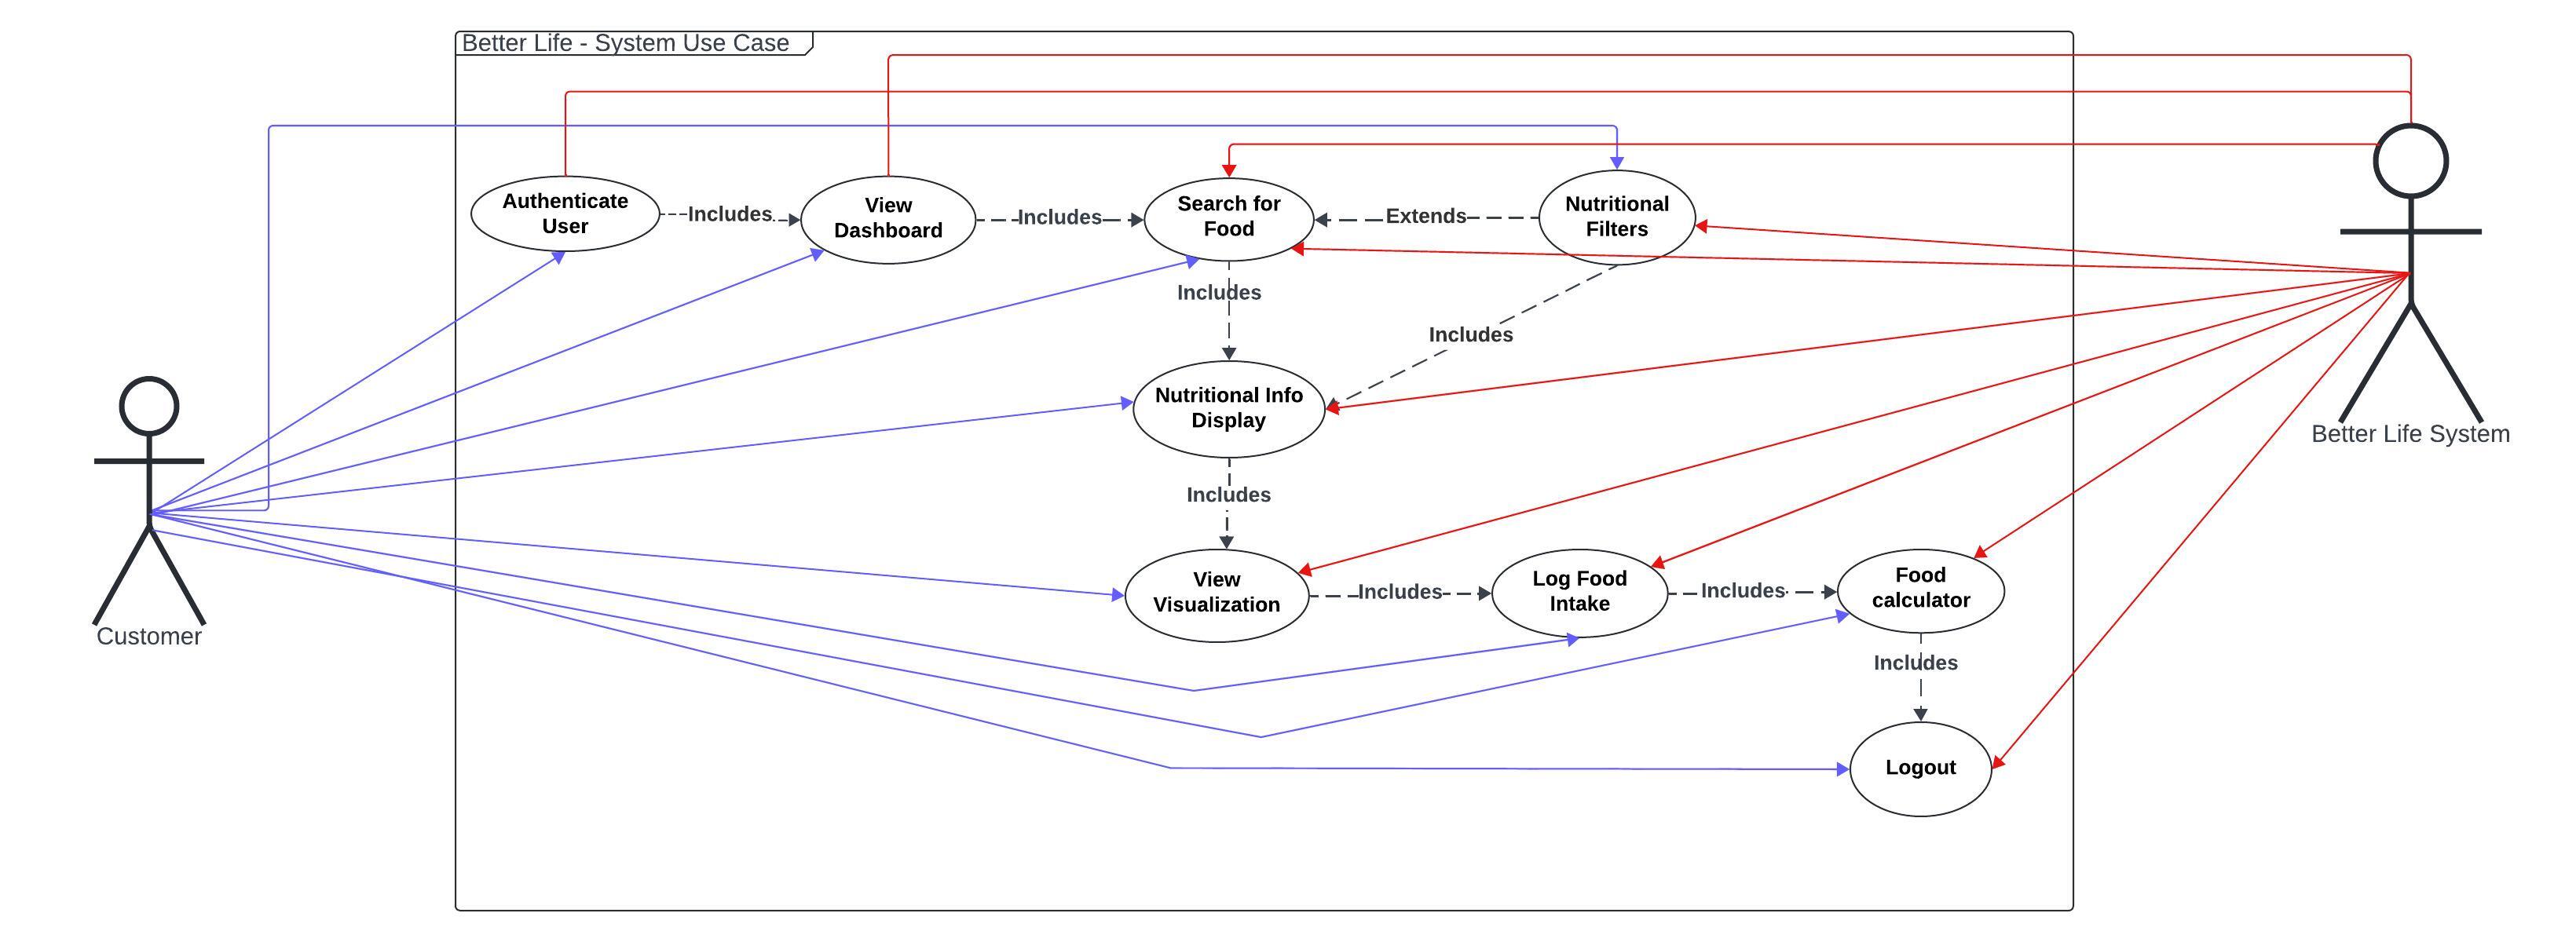 Better Life - System Use Case
Authenticate
User
Includes
View
Dashboard
Includes
Search for
Food
Extends
Nutritional
Filters
Includes
Includes
Nutritional Info
Display
Includes
View
Visualization
Includes
Log Food
Intake
Includes
Food
calculator
Includes
Logout
Customer
Better Life System